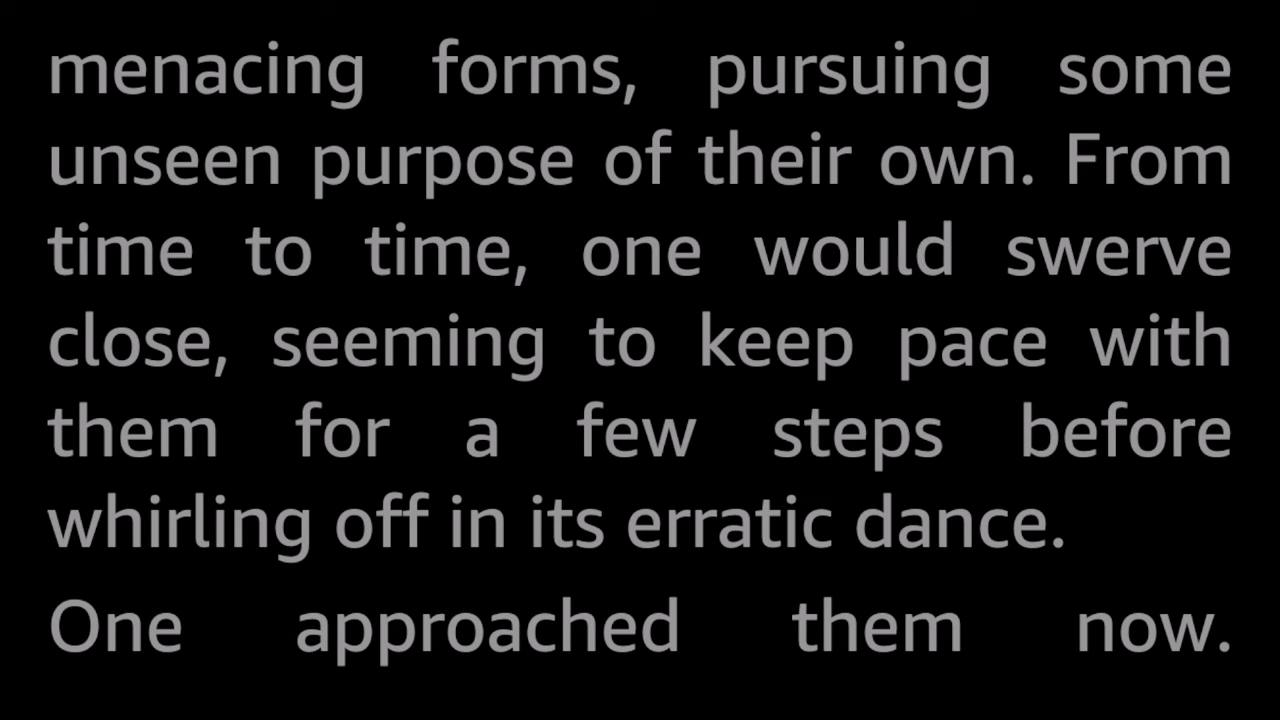 menacing forms, pursuing some
unseen purpose of their own. From
time to time, one would swerve
close, seeming to keep pace with
them for a few steps before
whirling off in its erratic dance.
One approached them now.